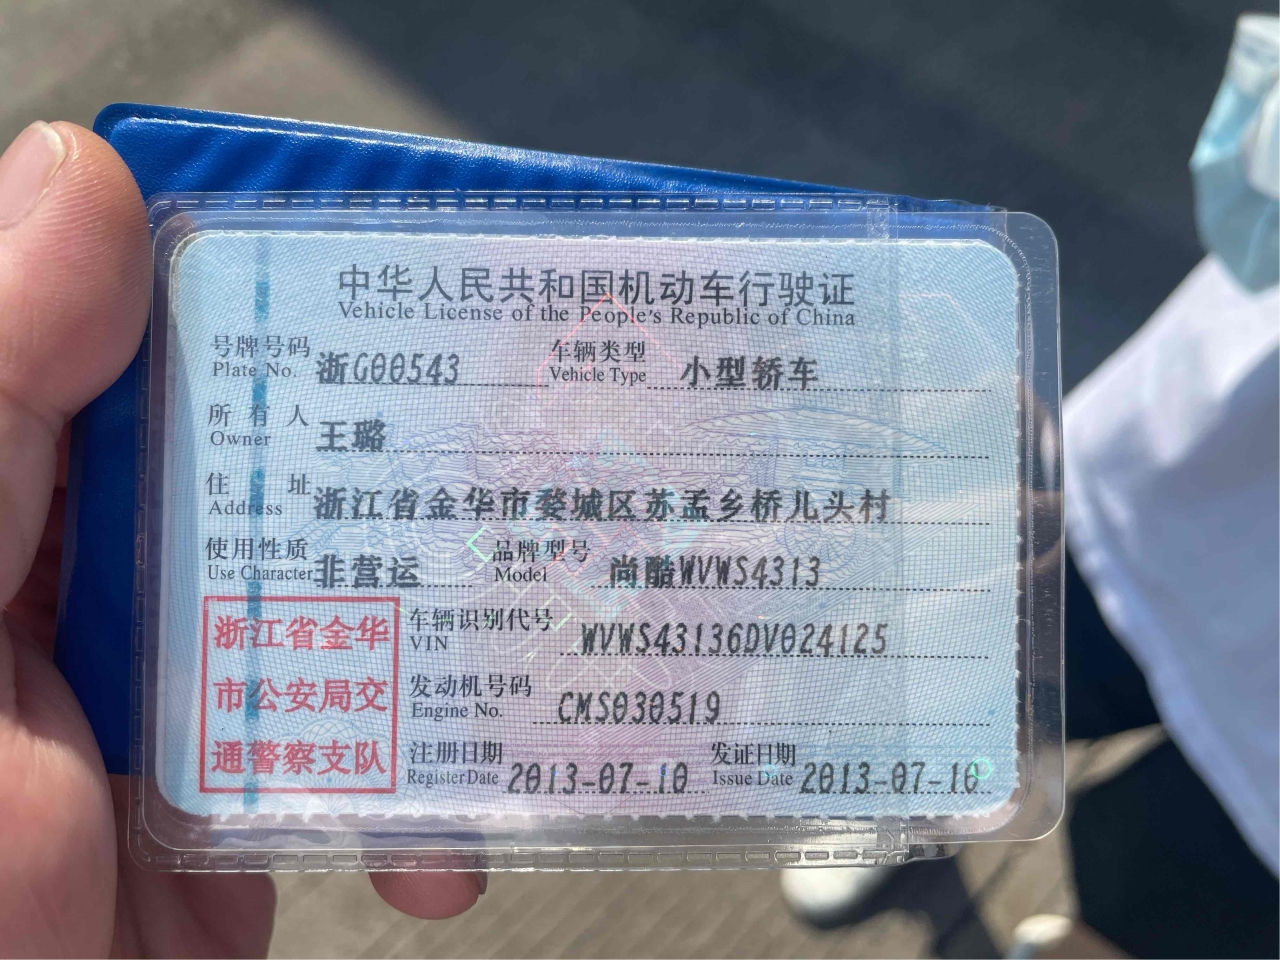 中华人民共和国机动车行驶证
Vehicle License of the People's Republic of China
号牌号码 浙G00543 车辆类型 小型轿车
Plate No. Vehicle Type
所有人 王璐
Owner
住址 浙江省金华市婺城区苏孟乡桥儿头村
Address
使用性质 非营运 品牌型号 尚酷WVWS4313
Use Character Model
浙江省金华
市公安局交
通警察支队
车辆识别代号 WVWS43136DV024125
VIN
发动机号码 CMS030519
Engine No.
注册日期 2013-07-10 发证日期 2013-07-10
Register Date Issue Date